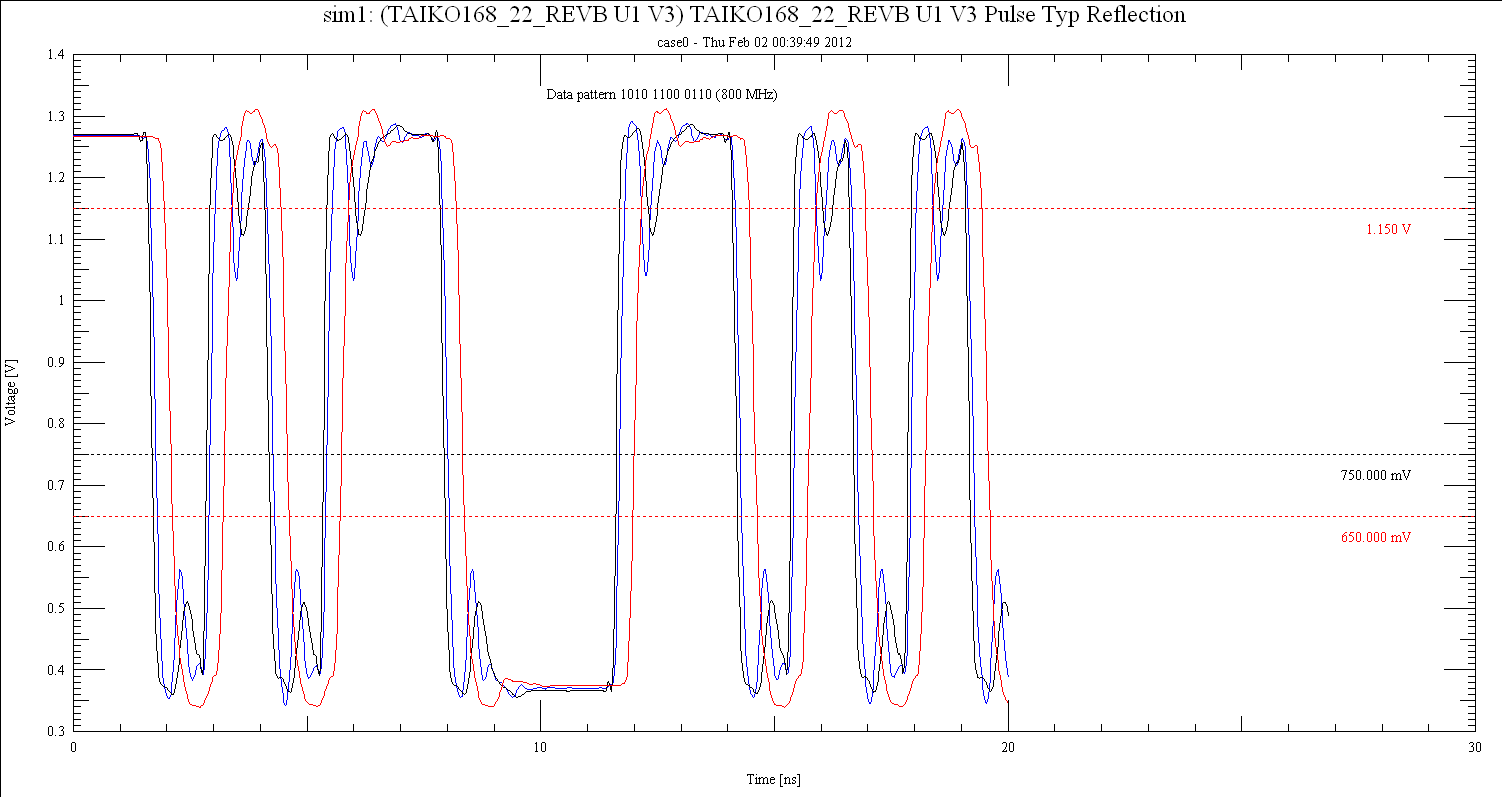 sim1: (TAIKO168_22_REVB U1 V3) TAIKO168_22_REVB U1 V3 Pulse Typ Reflection
case0 - Thu Feb 02 00:39:49 2012
1.4
Data pattern 1010 1100 0110 (800 MHz)
1.3
1.2
1.150 V
1.1
1
0.9
Voltage [V]
0.8
750.000 mV
0.7
650.000 mV
0.6
0.5
0.4
0.3
0 10 20 30
Time [ns]